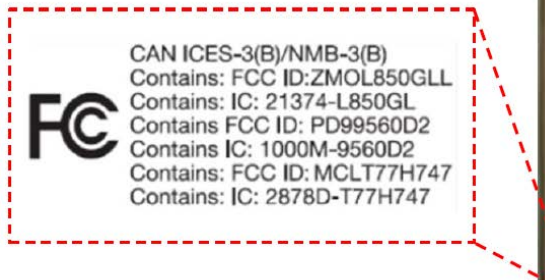 FC
CAN ICES-3(B)/NMB-3(B)
Contains: FCC ID:ZMOL850GLL
Contains: IC: 21374-L850GL
Contains FCC ID: PD99560D2
Contains IC: 1000M-9560D2
Contains: FCC ID: MCLT77H747
Contains: IC: 2878D-T77H747